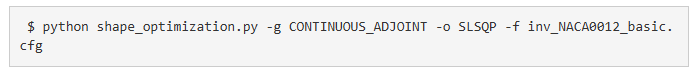 $ python shape_optimization.py -g CONTINUOUS_ADJOINT -o SLSQP -f inv_NACA0012_basic.
cfg